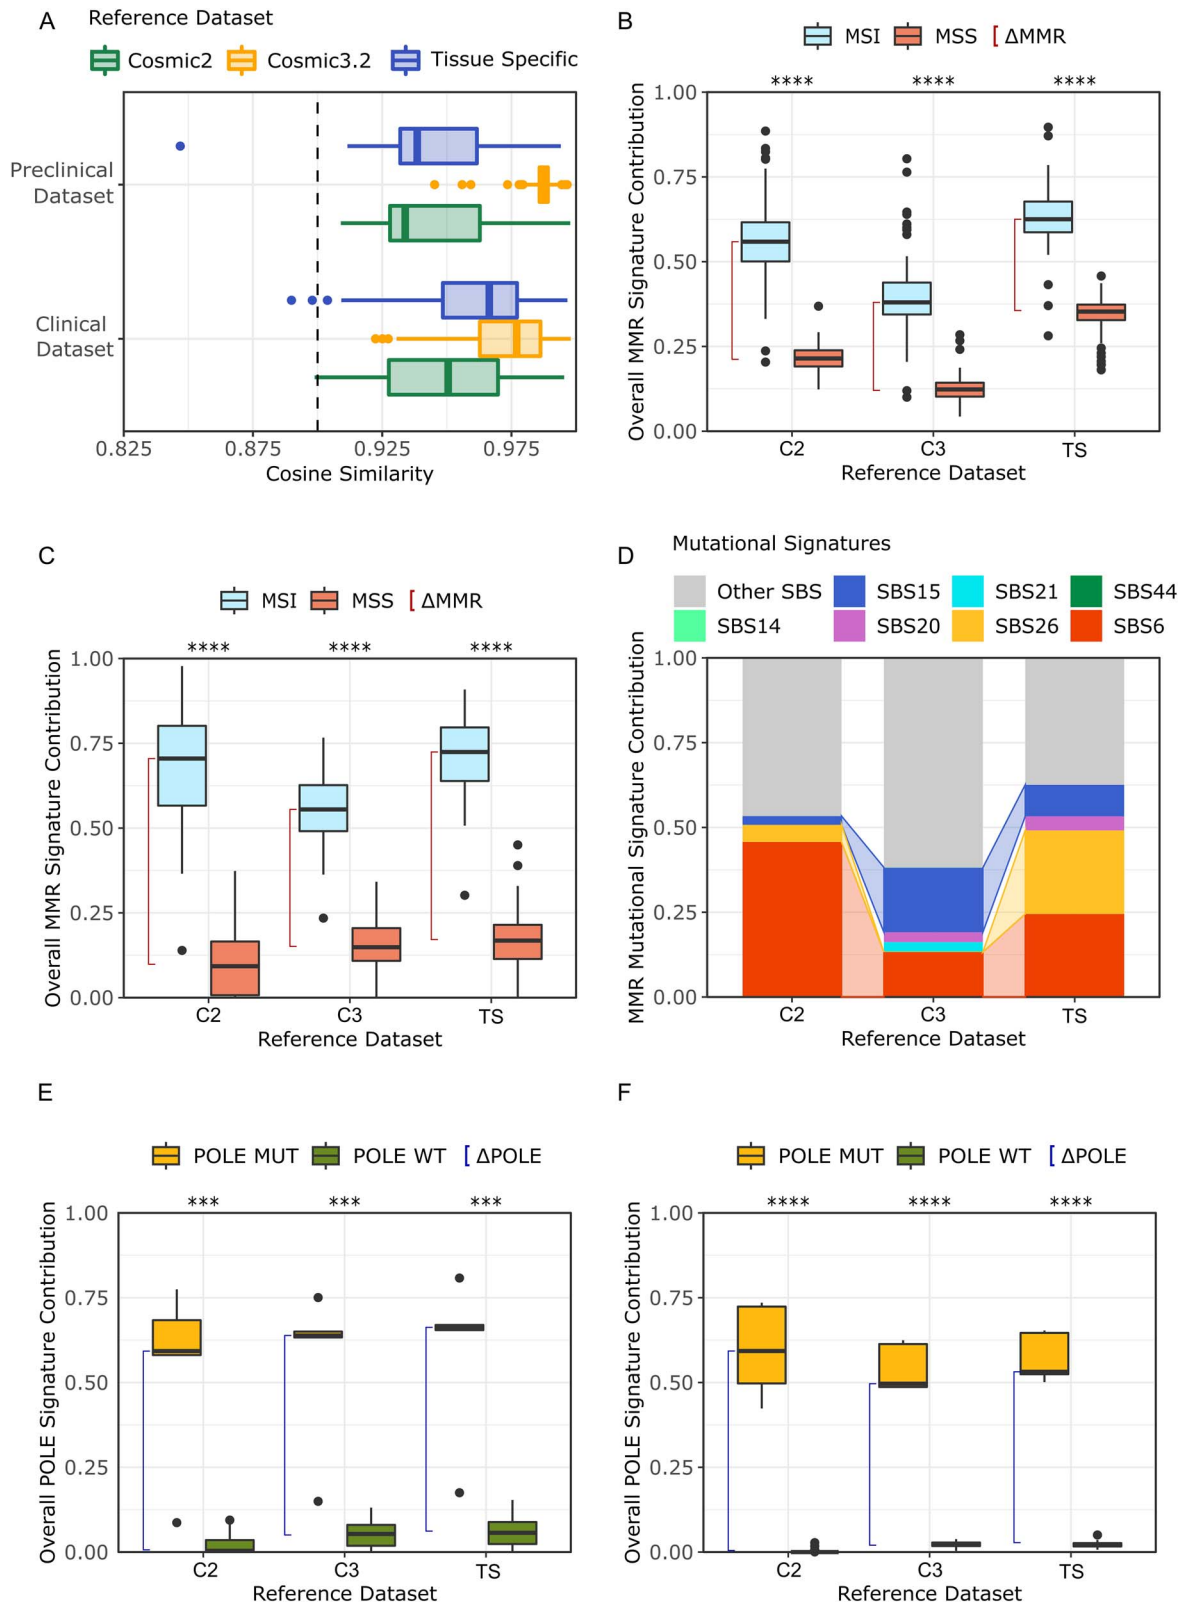 A
Reference Dataset
Cosmic2 Cosmic3.2 Tissue Specific
Preclinical
Dataset
Clinical
Dataset
0.825 0.875 0.925 0.975
Cosine Similarity
B
MSI MSS ΔMMR
**** **** ****
Overall MMR Signature Contribution
1.00
0.75
0.50
0.25
0.00
C2 C3 TS
Reference Dataset
C
MSI MSS ΔMMR
**** **** ****
Overall MMR Signature Contribution
1.00
0.75
0.50
0.25
0.00
C2 C3 TS
Reference Dataset
D
Mutational Signatures
Other SBS SBS15 SBS21 SBS44
SBS14 SBS20 SBS26 SBS6
MMR Mutational Signature Contribution
1.00
0.75
0.50
0.25
0.00
C2 C3 TS
Reference Dataset
E
POLE MUT POLE WT ΔPOLE
*** *** ***
Overall POLE Signature Contribution
1.00
0.75
0.50
0.25
0.00
C2 C3 TS
Reference Dataset
F
POLE MUT POLE WT ΔPOLE
**** **** ****
Overall POLE Signature Contribution
1.00
0.75
0.50
0.25
0.00
C2 C3 TS
Reference Dataset